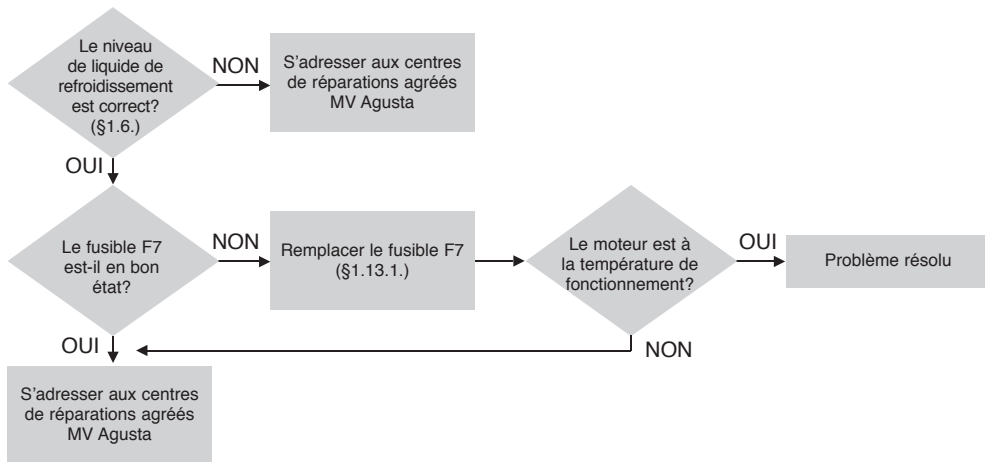 Le niveau
de liquide de
refroidissement
est correct?
(§1.6.)
NON
S'adresser aux centres
de réparations agréés
MV Agusta
OUI
Le fusible F7
est-il en bon
état?
NON
Remplacer le fusible F7
(§1.13.1.)
Le moteur est à
la température de
fonctionnement?
OUI
Problème résolu
OUI
NON
S'adresser aux centres
de réparations agréés
MV Agusta